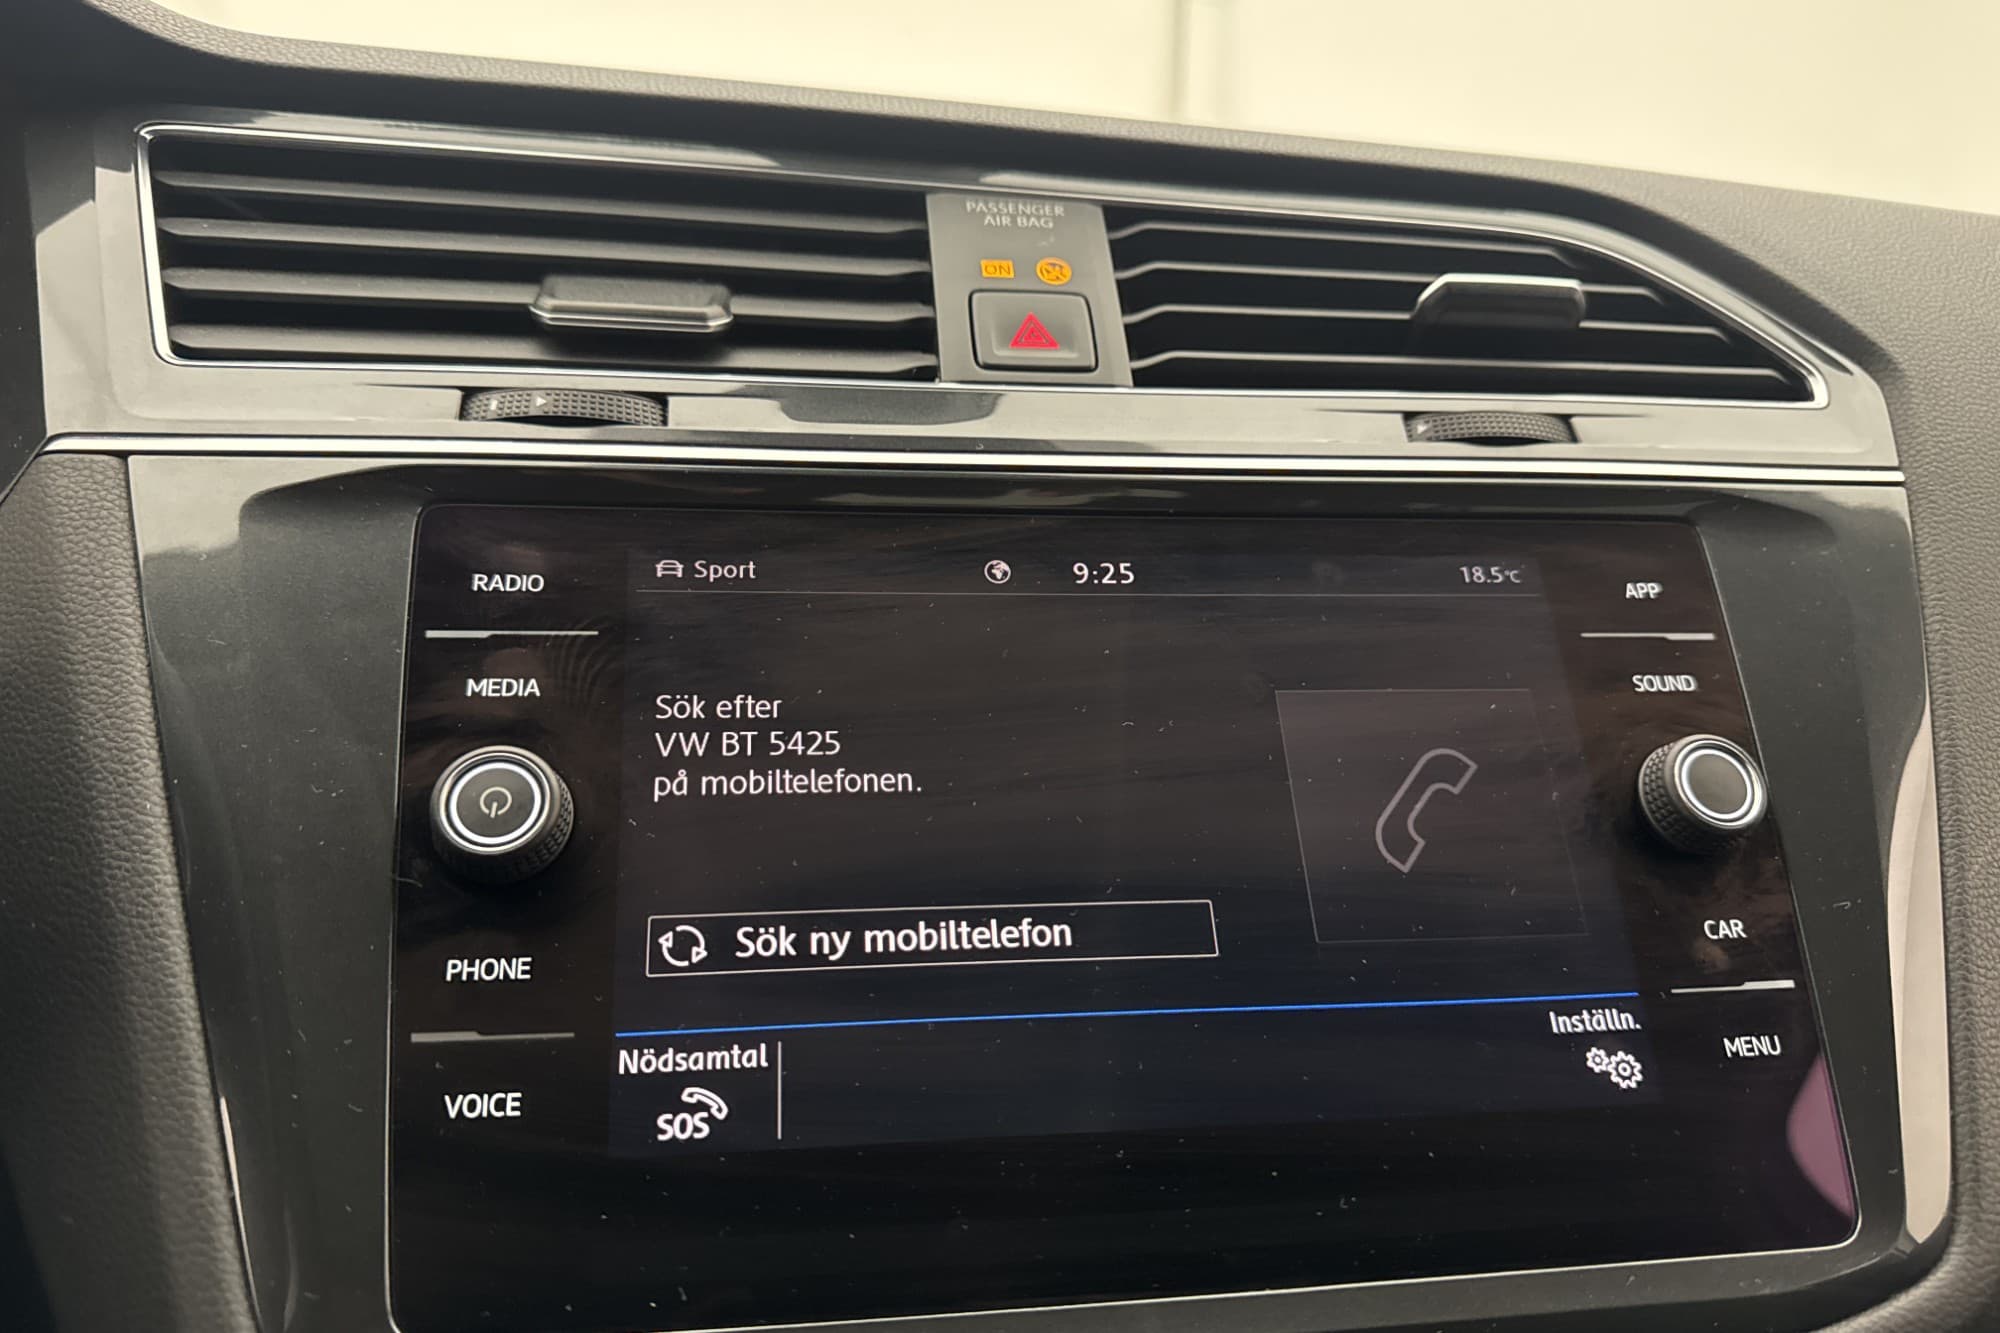 PASSENGER
AIR BAG
ON
RADIO
Sport
9:25
18.5°C
APP
MEDIA
SOUND
Sök efter
VW BT 5425
på mobiltelefonen.
Sök ny mobiltelefon
PHONE
CAR
Nödsamtal
Inställn.
MENU
VOICE
SOS